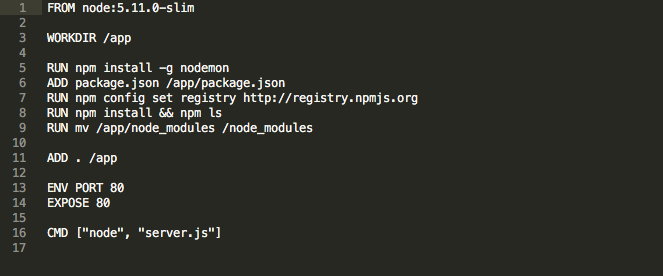 1 FROM node:5.11.0-slim
2
3 WORKDIR /app
4
5 RUN npm install -g nodemon
6 ADD package.json /app/package.json
7 RUN npm config set registry http://registry.npmjs.org
8 RUN npm install && npm ls
9 RUN mv /app/node_modules /node_modules
10
11 ADD . /app
12
13 ENV PORT 80
14 EXPOSE 80
15
16 CMD ["node", "server.js"]
17